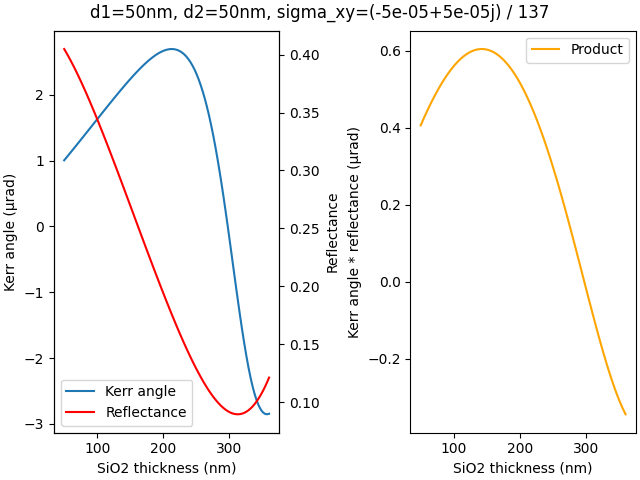 d1=50nm, d2=50nm, sigma_xy=(-5e-05+5e-05j) / 137
Kerr angle (μrad)
2
1
0
−1
−2
−3
100
300
SiO2 thickness (nm)
Kerr angle
Reflectance
0.40
0.35
0.30
0.25
0.20
0.15
0.10
Reflectance
Kerr angle * reflectance (μrad)
0.6
0.4
0.2
0.0
−0.2
100
300
SiO2 thickness (nm)
Product